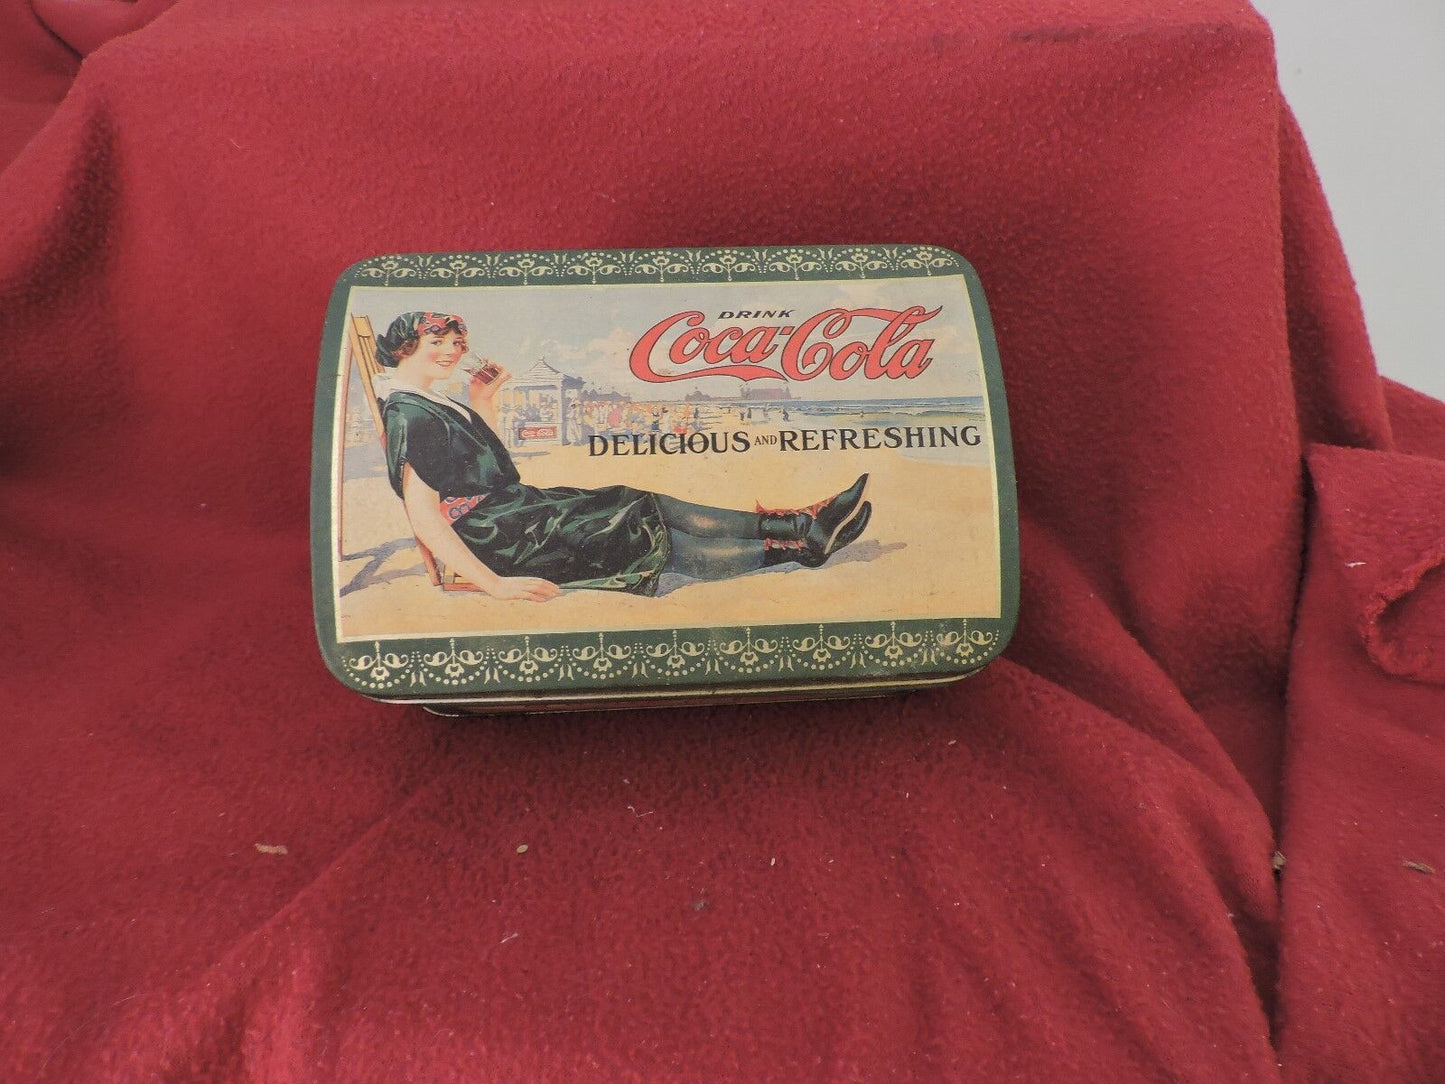 DRINK
Coca-Cola
DELICIOUS AND REFRESHING